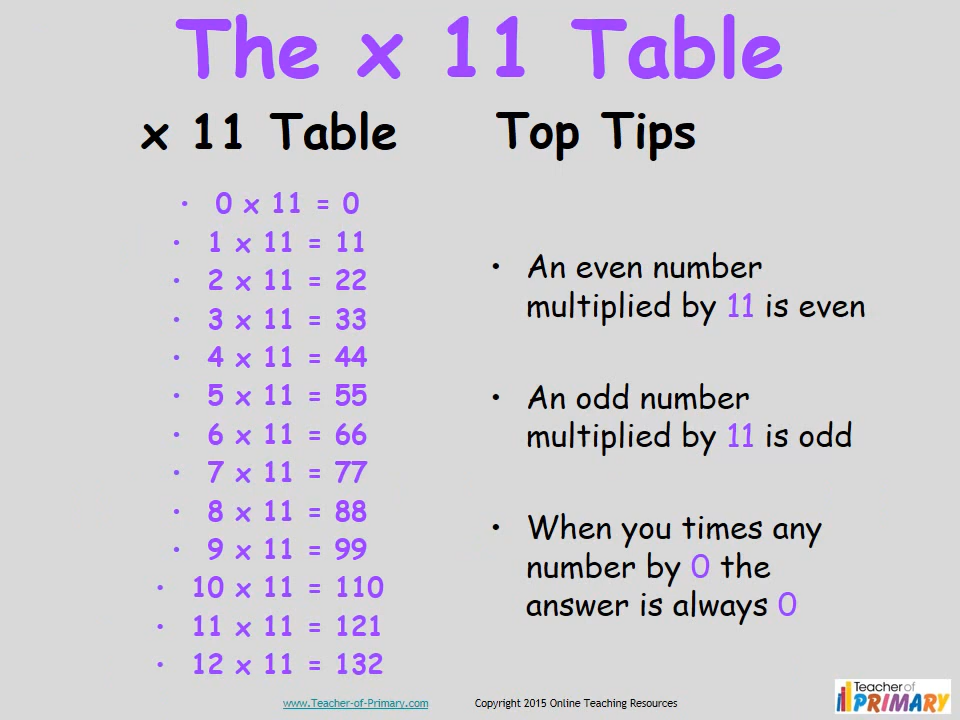 The x 11 Table
x 11 Table
• 0 x 11 = 0
• 1 x 11 = 11
• 2 x 11 = 22
• 3 x 11 = 33
• 4 x 11 = 44
• 5 x 11 = 55
• 6 x 11 = 66
• 7 x 11 = 77
• 8 x 11 = 88
• 9 x 11 = 99
• 10 x 11 = 110
• 11 x 11 = 121
• 12 x 11 = 132
Top Tips
• An even number
multiplied by 11 is even
• An odd number
multiplied by 11 is odd
• When you times any
number by 0 the
answer is always 0
www.Teacher-of-Primary.com
Copyright 2015 Online Teaching Resources
Teacher of
PRIMARY